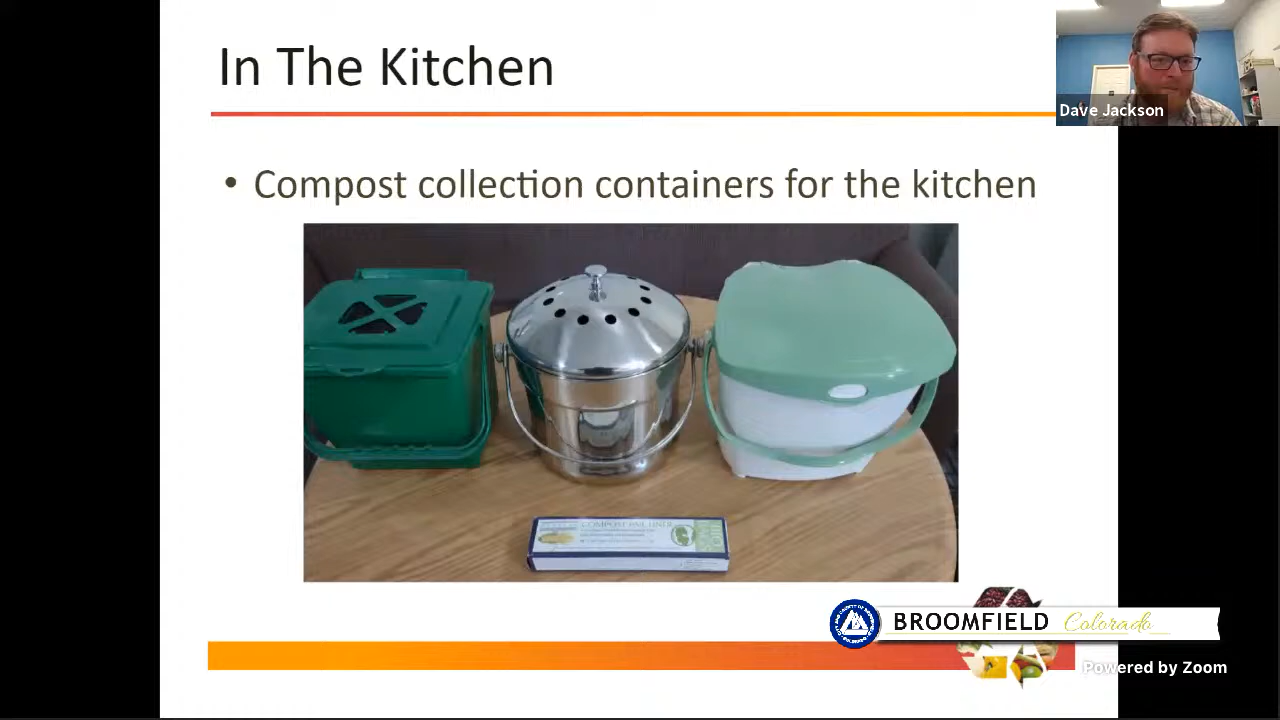 In The Kitchen
Dave Jackson
• Compost collection containers for the kitchen
COMPOST PAIL LINER
BROOMFIELD Colorado
Powered by Zoom